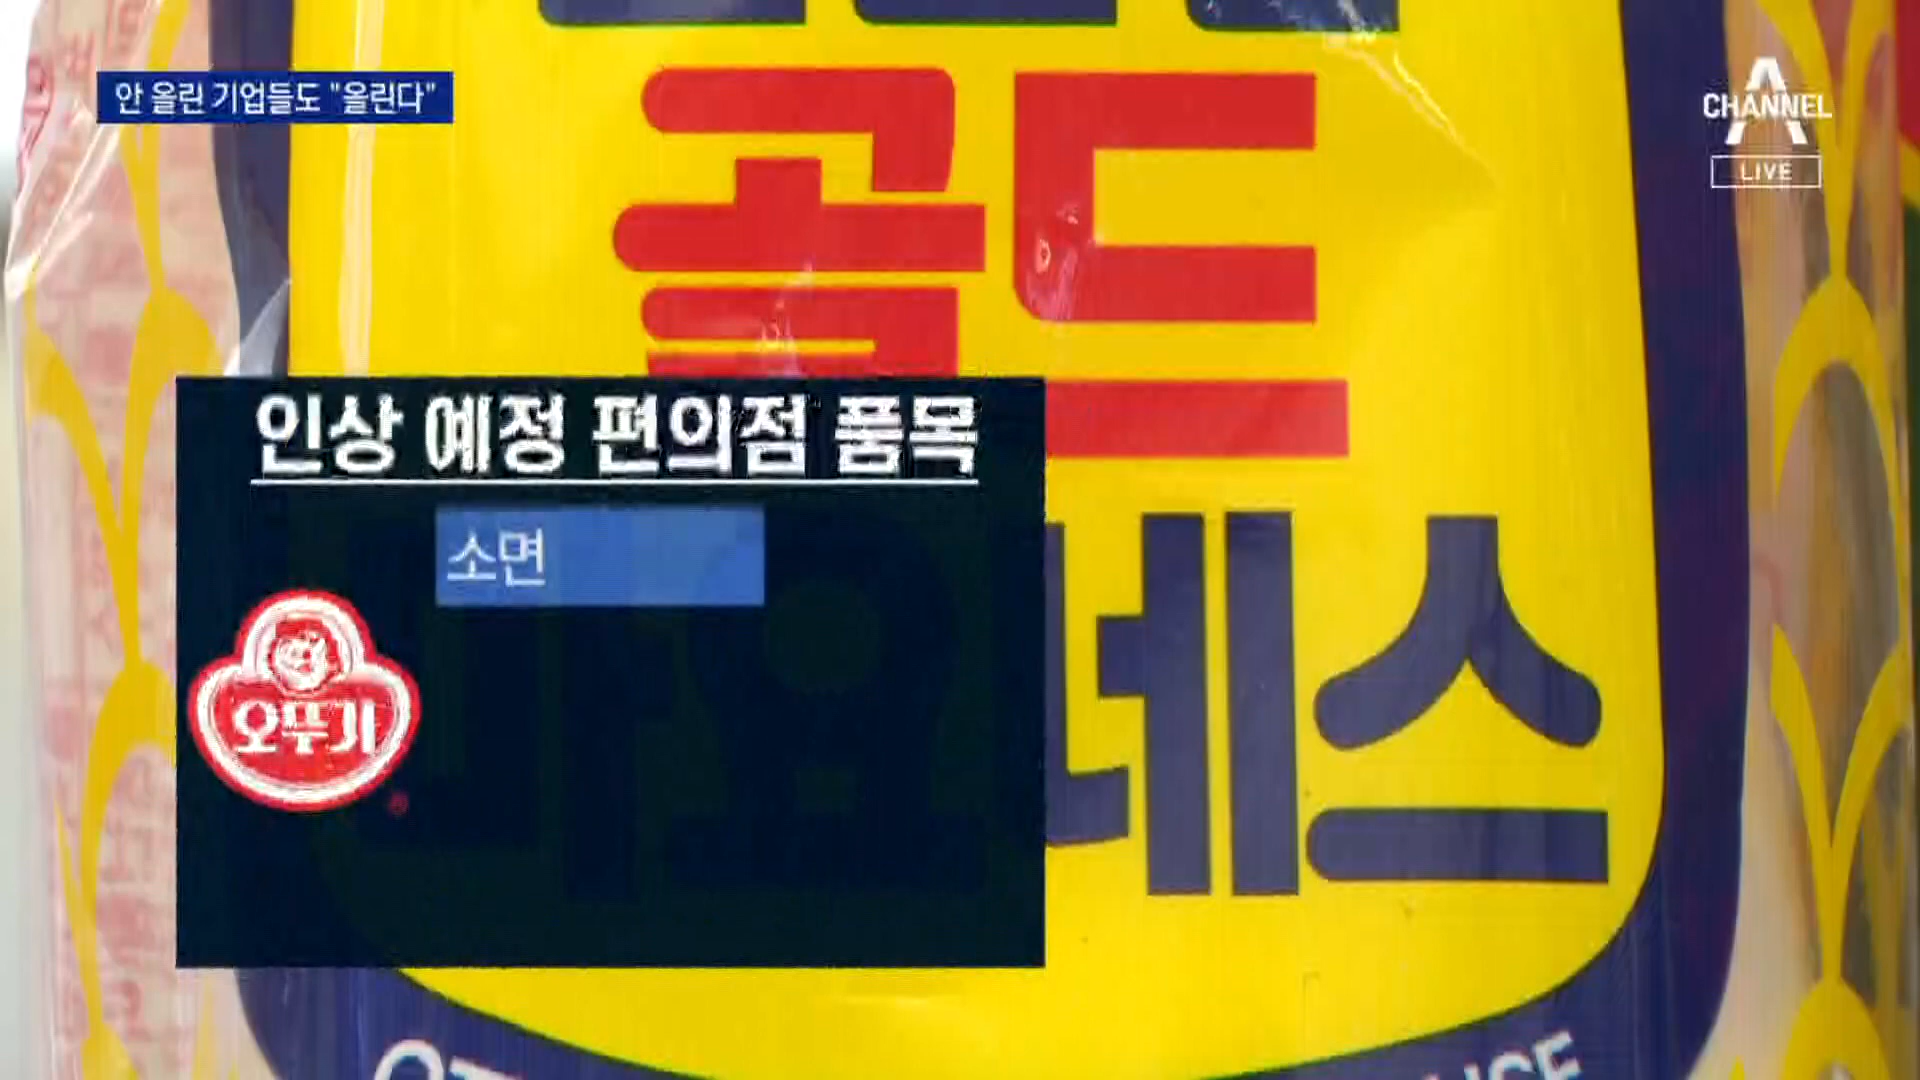 안 올린 기업들도 "올린다"
CHANNEL A
LIVE
골드
인상 예정 편의점 품목
소면
네스
오뚜기